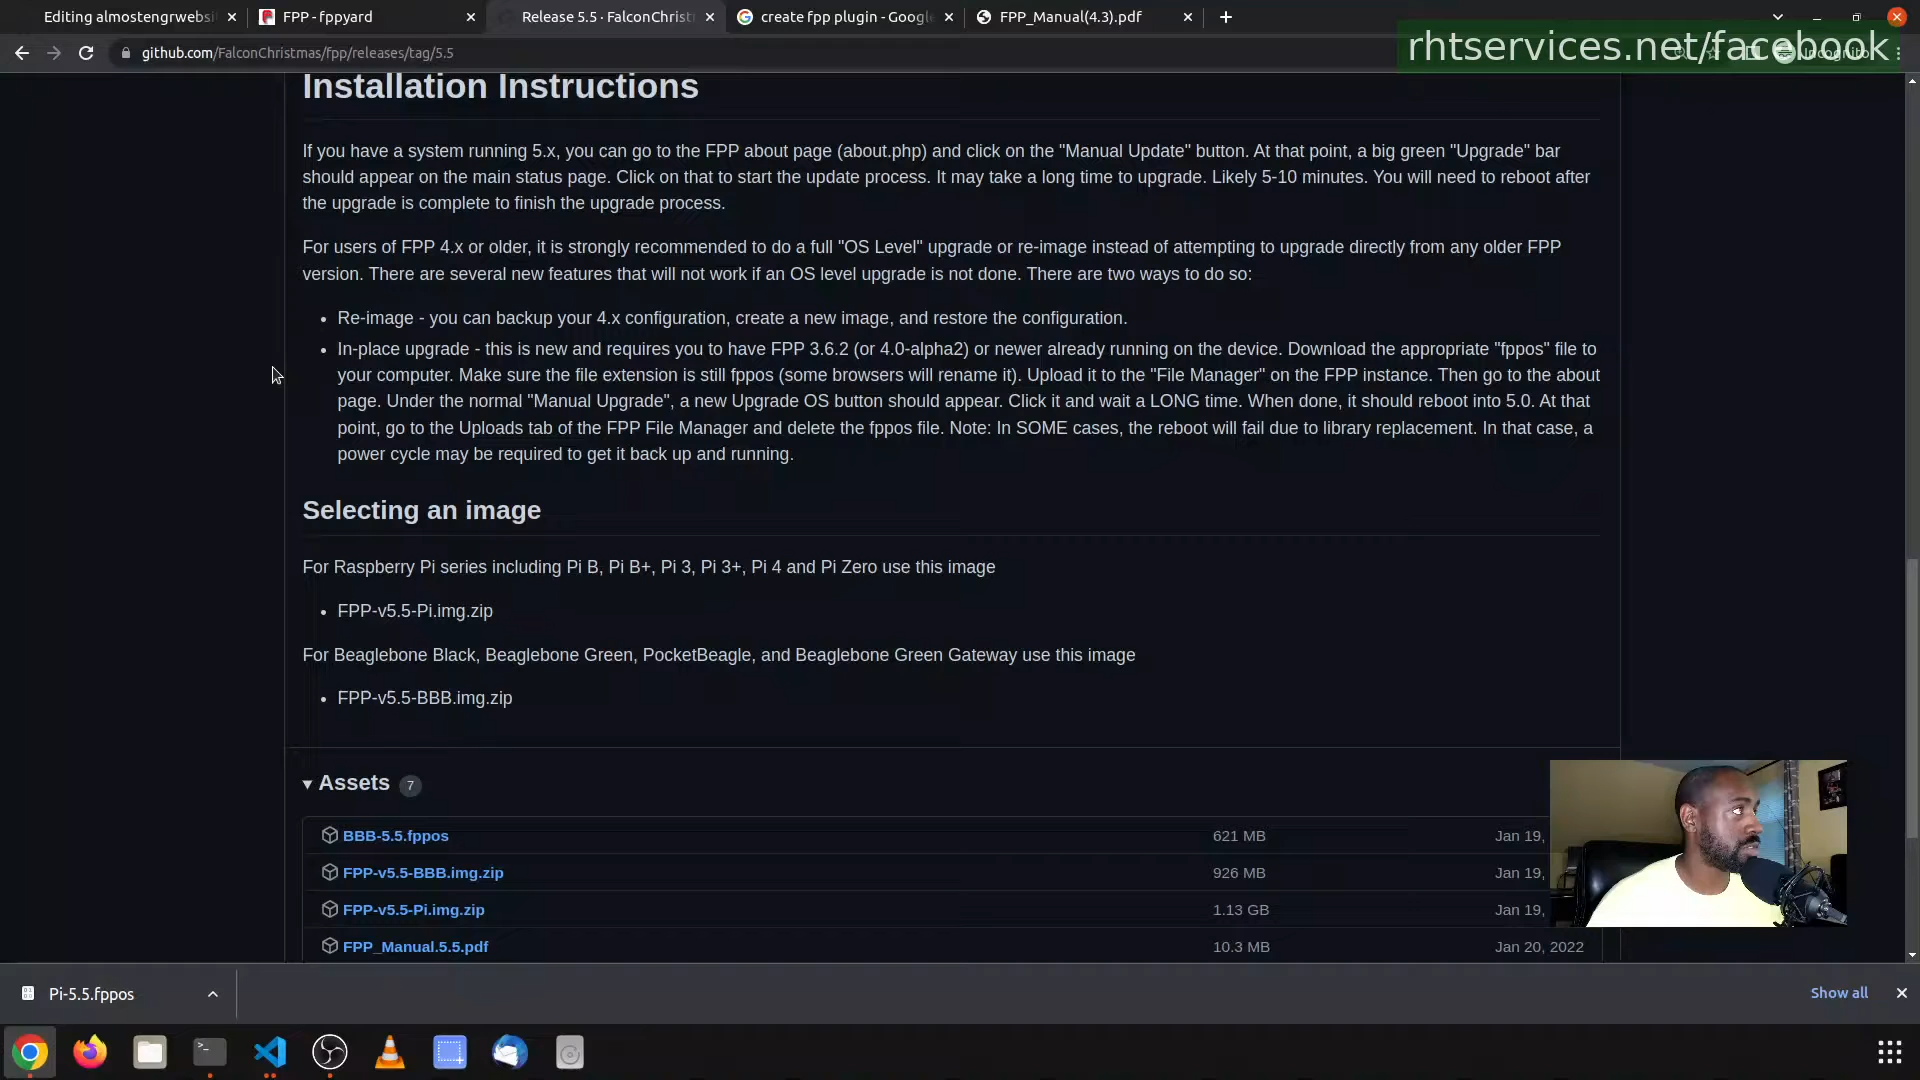 Editing almostengrwebsi
FPP - fppyard
Release 5.5 · FalconChrist
create fpp plugin - Google
FPP_Manual(4.3).pdf
github.com/FalconChristmas/fpp/releases/tag/5.5
rhtservices.net/facebook
Incognito
Installation Instructions
If you have a system running 5.x, you can go to the FPP about page (about.php) and click on the "Manual Update" button. At that point, a big green "Upgrade" bar
should appear on the main status page. Click on that to start the update process. It may take a long time to upgrade. Likely 5-10 minutes. You will need to reboot after
the upgrade is complete to finish the upgrade process.
For users of FPP 4.x or older, it is strongly recommended to do a full "OS Level" upgrade or re-image instead of attempting to upgrade directly from any older FPP
version. There are several new features that will not work if an OS level upgrade is not done. There are two ways to do so:
• Re-image - you can backup your 4.x configuration, create a new image, and restore the configuration.
• In-place upgrade - this is new and requires you to have FPP 3.6.2 (or 4.0-alpha2) or newer already running on the device. Download the appropriate "fppos" file to
your computer. Make sure the file extension is still fppos (some browsers will rename it). Upload it to the "File Manager" on the FPP instance. Then go to the about
page. Under the normal "Manual Upgrade", a new Upgrade OS button should appear. Click it and wait a LONG time. When done, it should reboot into 5.0. At that
point, go to the Uploads tab of the FPP File Manager and delete the fppos file. Note: In SOME cases, the reboot will fail due to library replacement. In that case, a
power cycle may be required to get it back up and running.
Selecting an image
For Raspberry Pi series including Pi B, Pi B+, Pi 3, Pi 3+, Pi 4 and Pi Zero use this image
• FPP-v5.5-Pi.img.zip
For Beaglebone Black, Beaglebone Green, PocketBeagle, and Beaglebone Green Gateway use this image
• FPP-v5.5-BBB.img.zip
Assets 7
BBB-5.5.fppos 621 MB Jan 19,
FPP-v5.5-BBB.img.zip 926 MB Jan 19,
FPP-v5.5-Pi.img.zip 1.13 GB Jan 19,
FPP_Manual.5.5.pdf 10.3 MB Jan 20, 2022
Pi-5.5.fppos
Show all